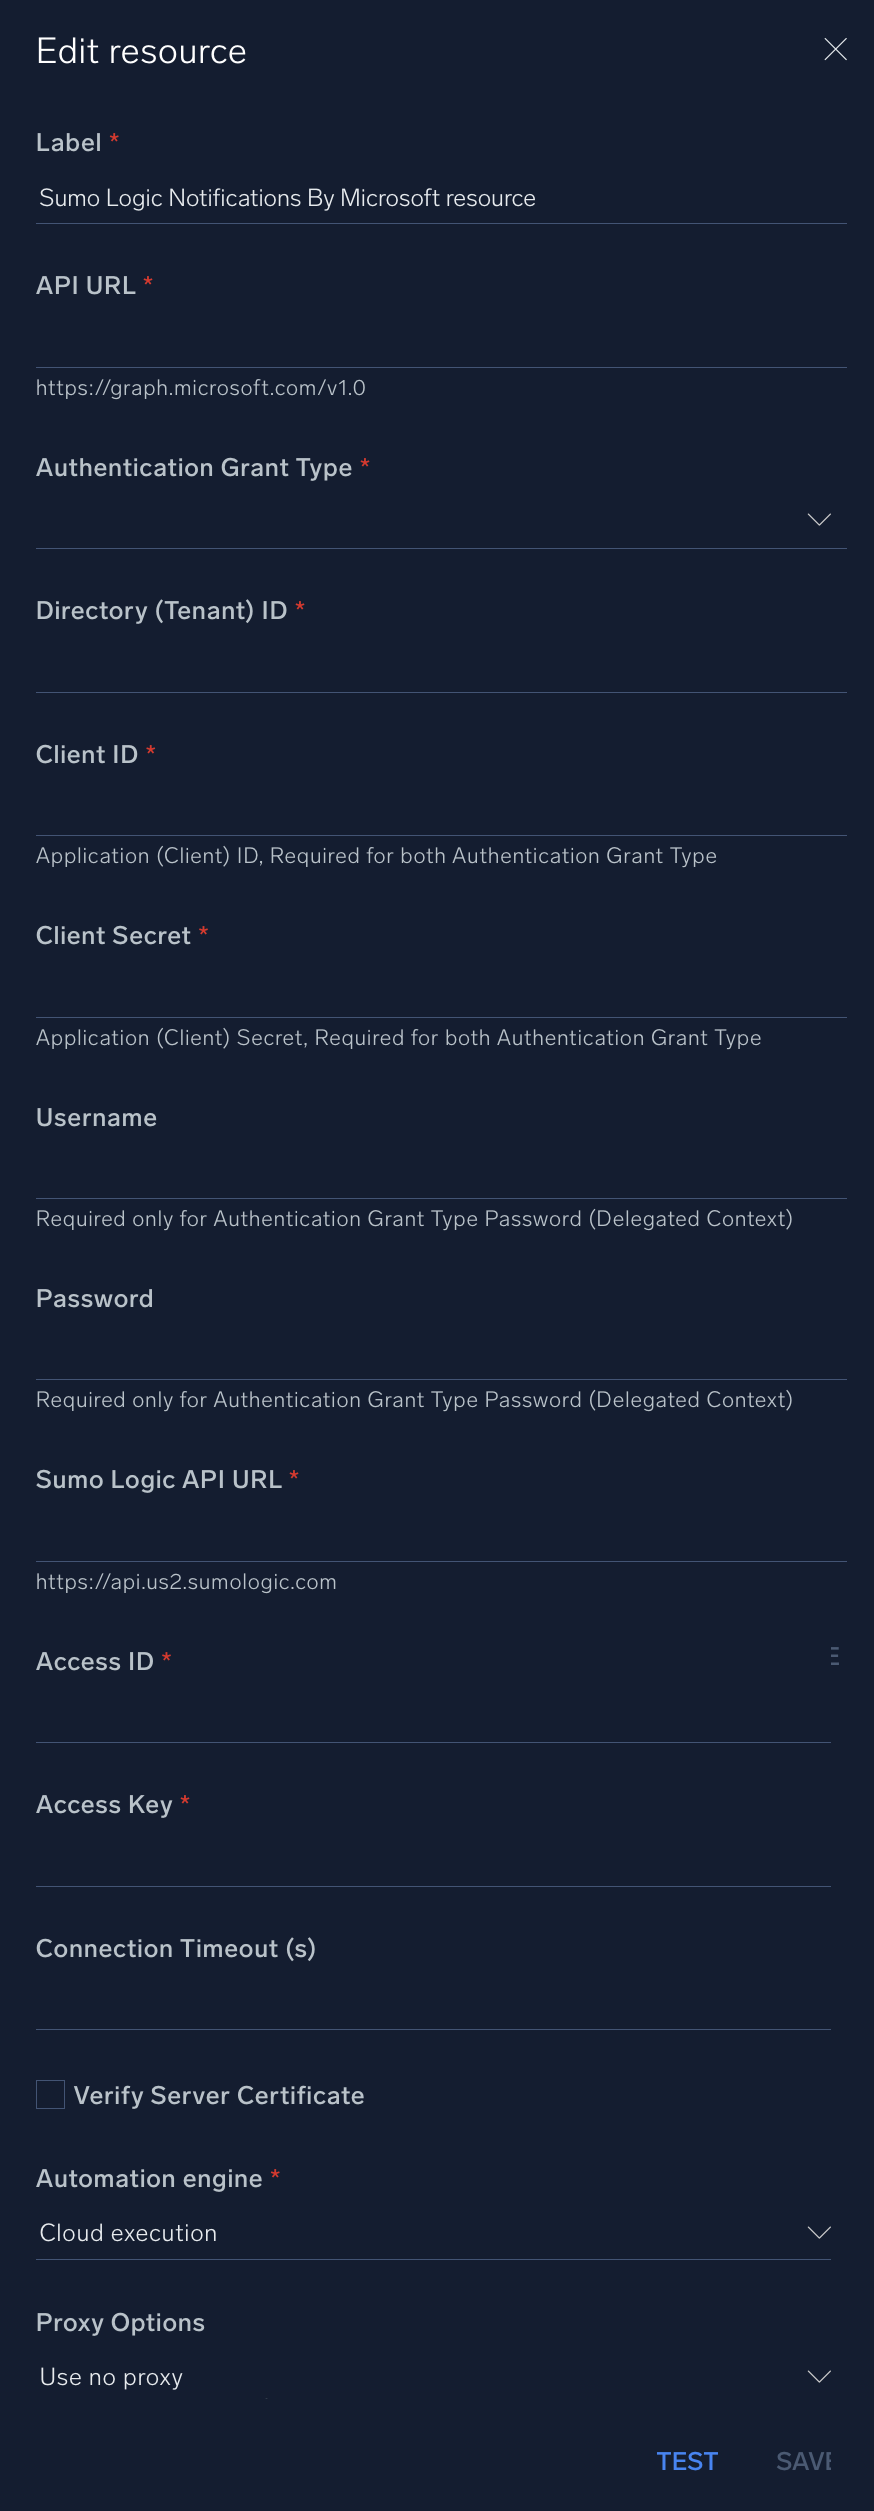 Edit resource
Label *
Sumo Logic Notifications By Microsoft resource
API URL *
https://graph.microsoft.com/v1.0
Authentication Grant Type *
Directory (Tenant) ID *
Client ID *
Application (Client) ID, Required for both Authentication Grant Type
Client Secret *
Application (Client) Secret, Required for both Authentication Grant Type
Username
Required only for Authentication Grant Type Password (Delegated Context)
Password
Required only for Authentication Grant Type Password (Delegated Context)
Sumo Logic API URL *
https://api.us2.sumologic.com
Access ID *
Access Key *
Connection Timeout (s)
Verify Server Certificate
Automation engine *
Cloud execution
Proxy Options
Use no proxy
TEST SAVE